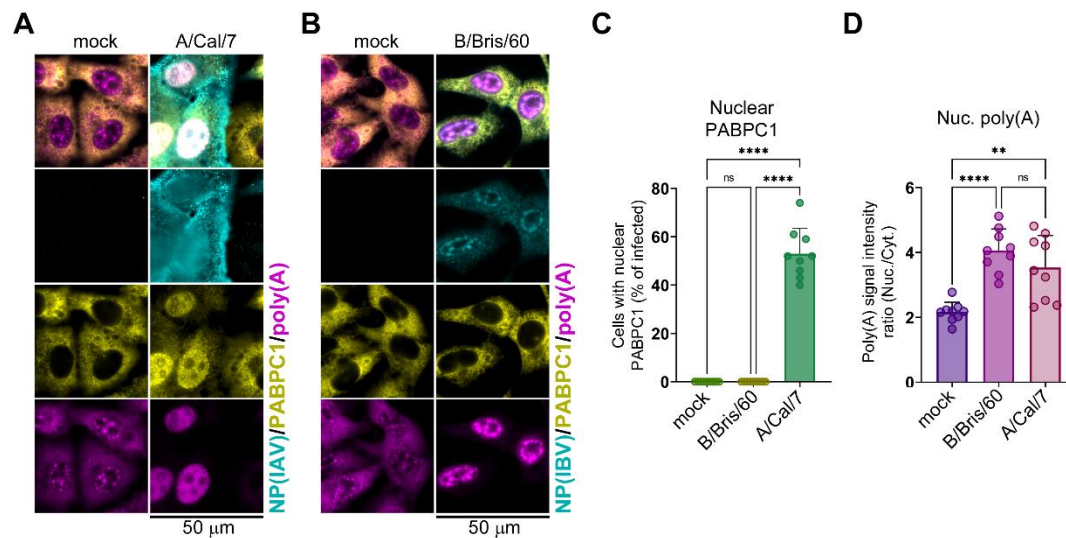 A
mock
A/Cal/7
NP(IAV)/PABPC1/poly(A)
50 μm
B
mock
B/Bris/60
NP(IBV)/PABPC1/poly(A)
50 μm
C
Nuclear
PABPC1
****
ns
****
Cells with nuclear
PABPC1 (% of infected)
80
60
40
20
0
mock
B/Bris/60
A/Cal/7
D
Nuc. poly(A)
**
****
ns
Poly(A) signal intensity
ratio (Nuc./Cyt.)
6
4
2
0
mock
B/Bris/60
A/Cal/7